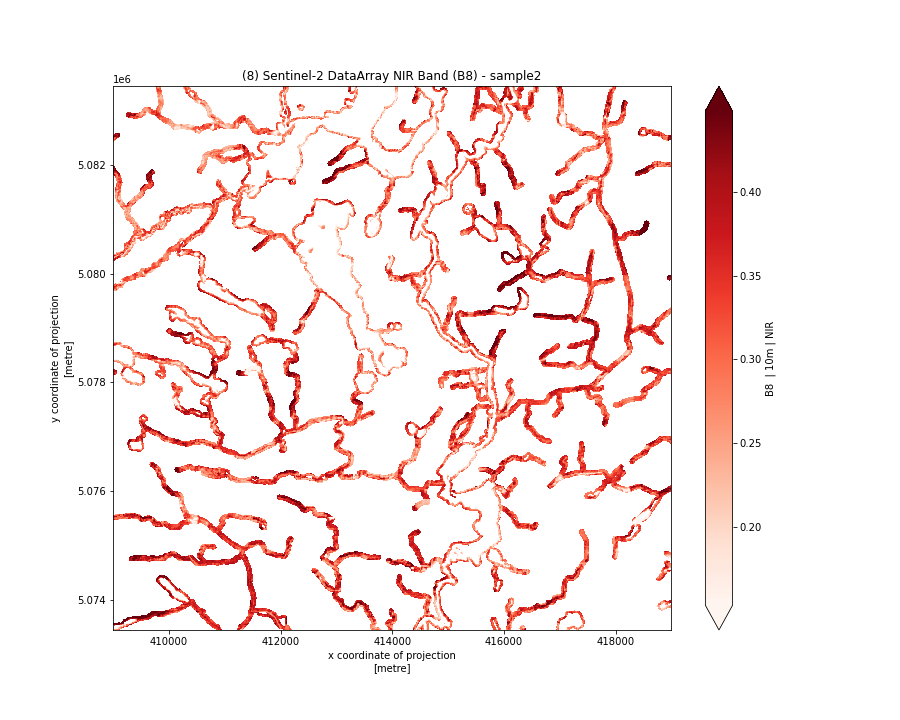 (8) Sentinel-2 DataArray NIR Band (B8) - sample2
1e6
5.082
5.080
5.078
5.076
5.074
y coordinate of projection
[metre]
410000 412000 414000 416000 418000
x coordinate of projection
[metre]
0.40
0.35
0.30
0.25
0.20
B8 | 10m | NIR